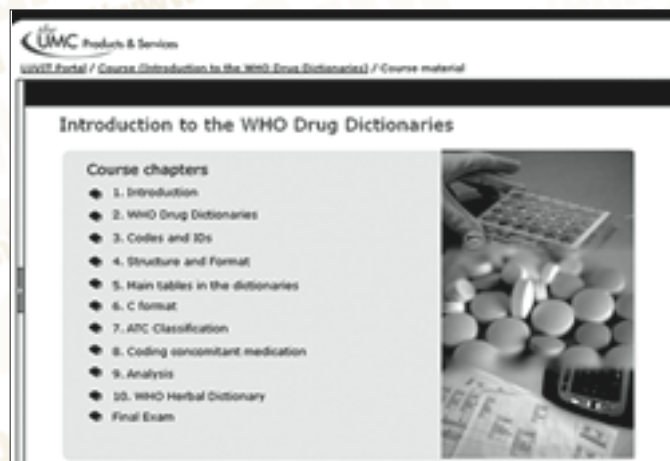 the
UMC Products & Services
LUVIT Portal / Course (Introduction to the WHO Drug Dictionaries) / Course material
Introduction to the WHO Drug Dictionaries
Course chapters
1. Introduction
2. WHO Drug Dictionaries
3. Codes and IDs
4. Structure and Format
5. Main tables in the dictionaries
6. C format
7. ATC Classification
8. Coding concomitant medication
9. Analysis
10. WHO Herbal Dictionary
Final Exam